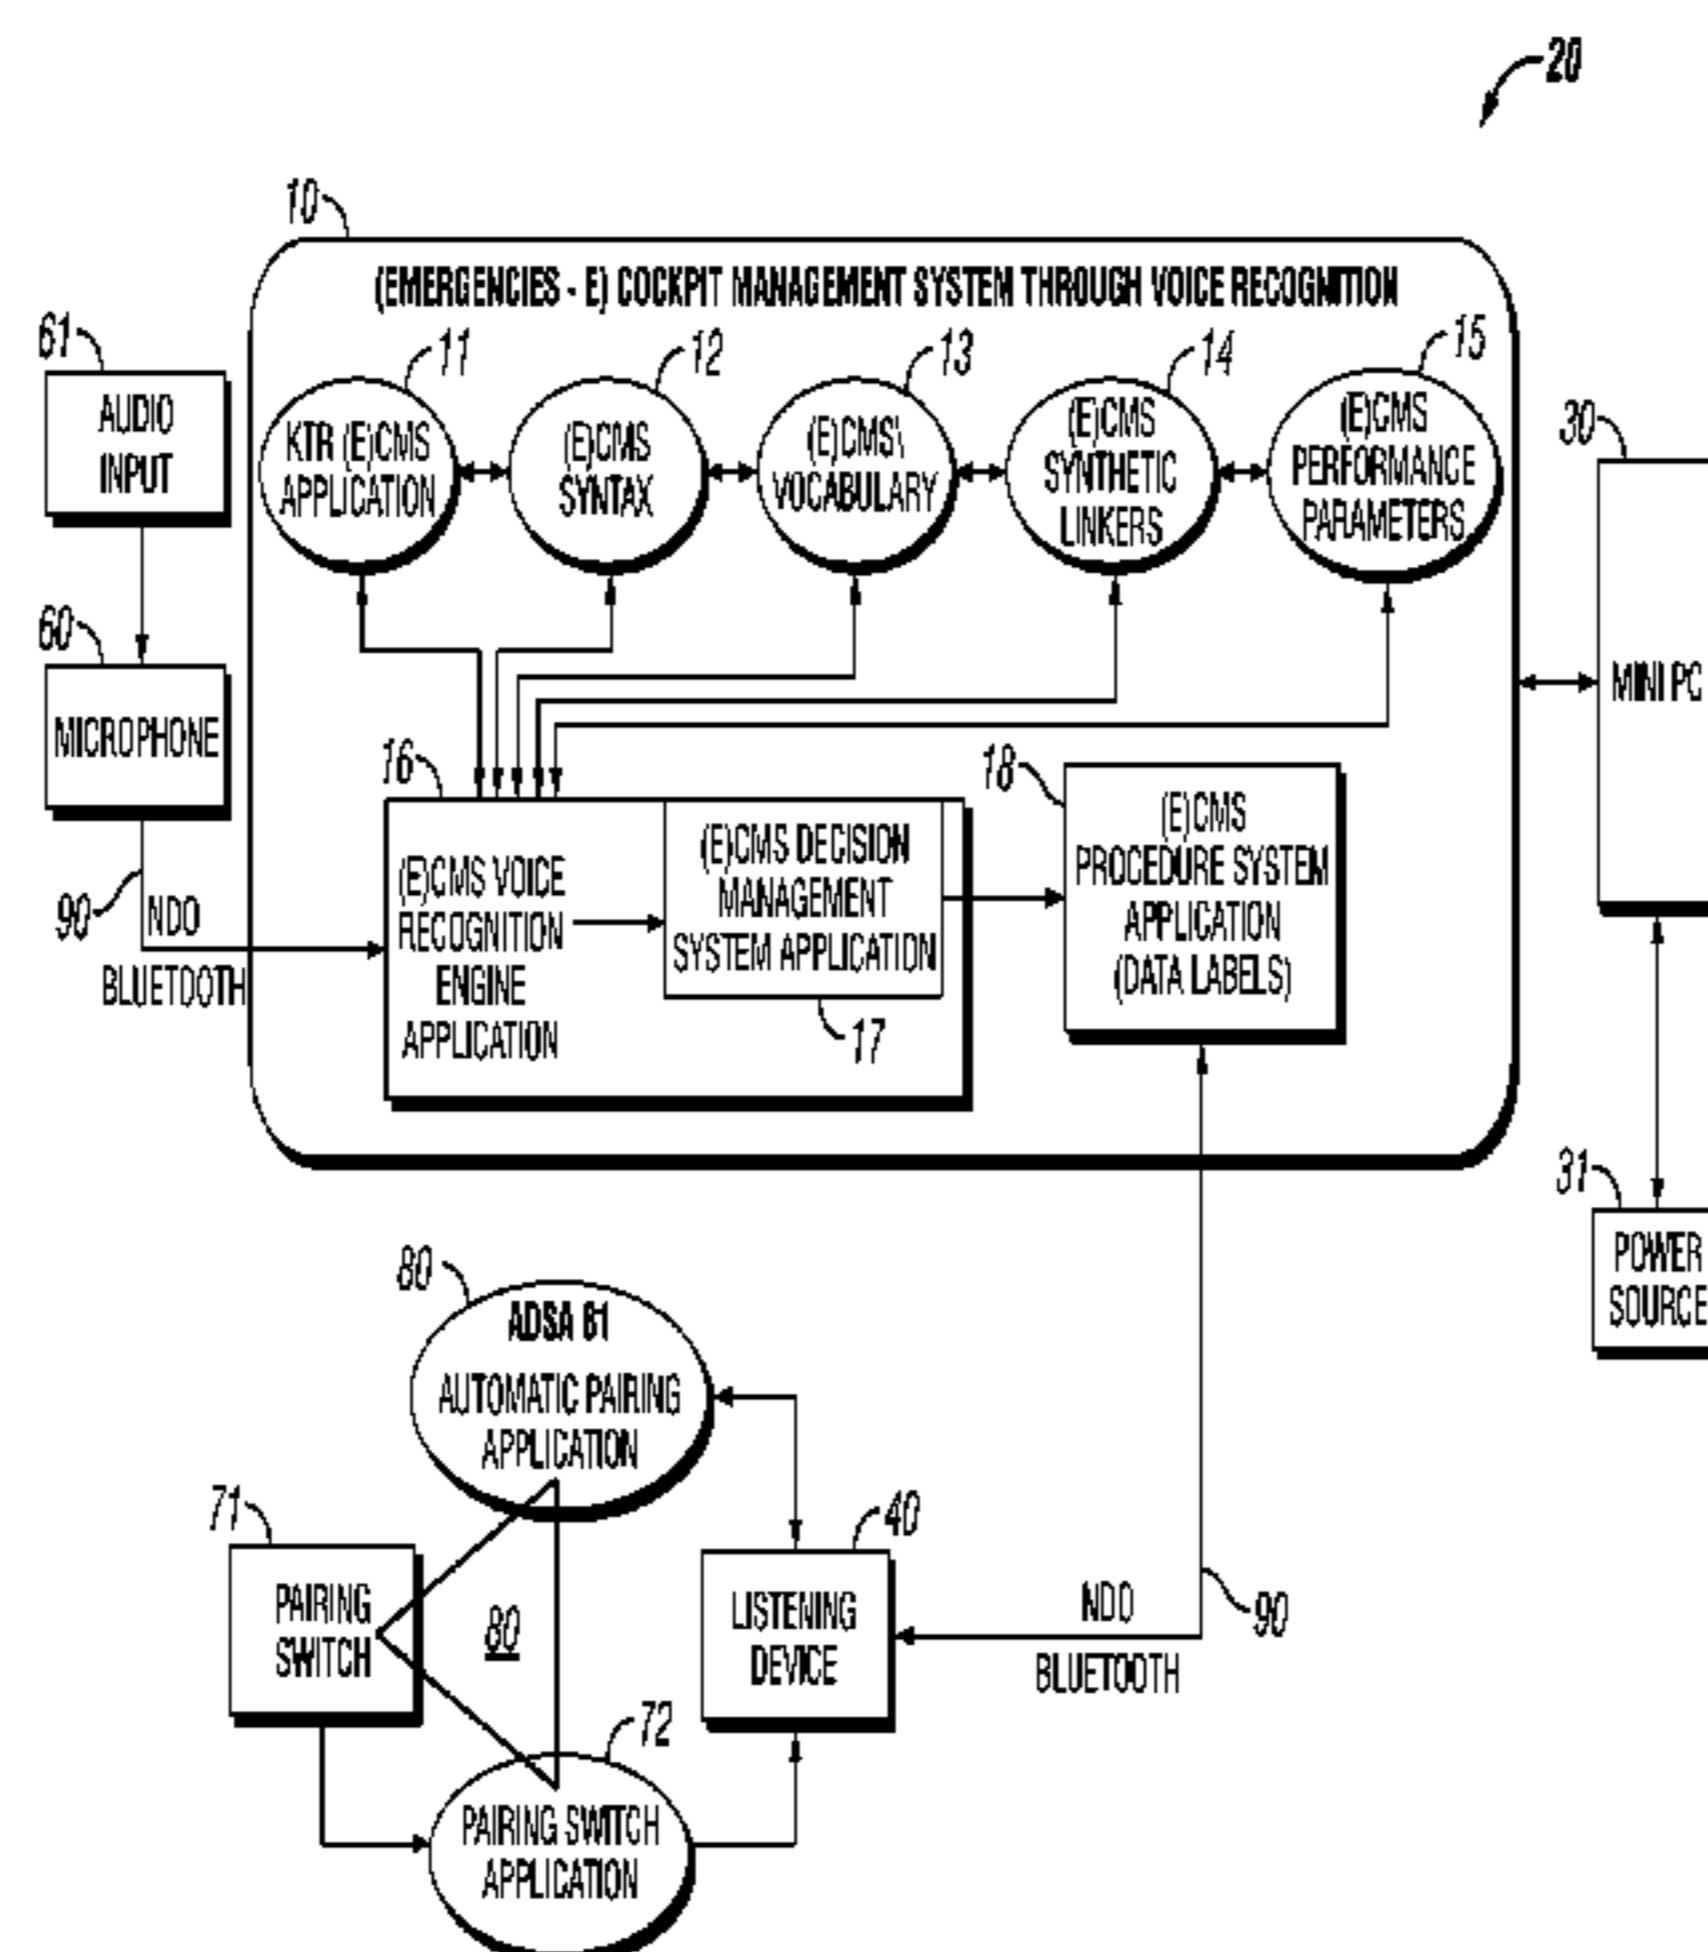 20
10
(EMERGENCIES - E) COCKPIT MANAGEMENT SYSTEM THROUGH VOICE RECOGNITION
61
AUDIO
INPUT
11
KTR (E)CMS
APPLICATION
12
(E)CMS
SYNTAX
13
(E)CMS\
VOCABULARY
14
(E)CMS
SYNTHETIC
LINKERS
15
(E)CMS
PERFORMANCE
PARAMETERS
30
MINI PC
60
MICROPHONE
90
NDO
BLUETOOTH
16
(E)CMS VOICE
RECOGNITION
ENGINE
APPLICATION
(E)CMS DECISION
MANAGEMENT
SYSTEM APPLICATION
17
18
(E)CMS
PROCEDURE SYSTEM
APPLICATION
(DATA LABELS)
31
POWER
SOURCE
80
ADSA 81
AUTOMATIC PAIRING
APPLICATION
71
PAIRING
SWITCH
80
40
LISTENING
DEVICE
NDO
BLUETOOTH
90
72
PAIRING SWITCH
APPLICATION